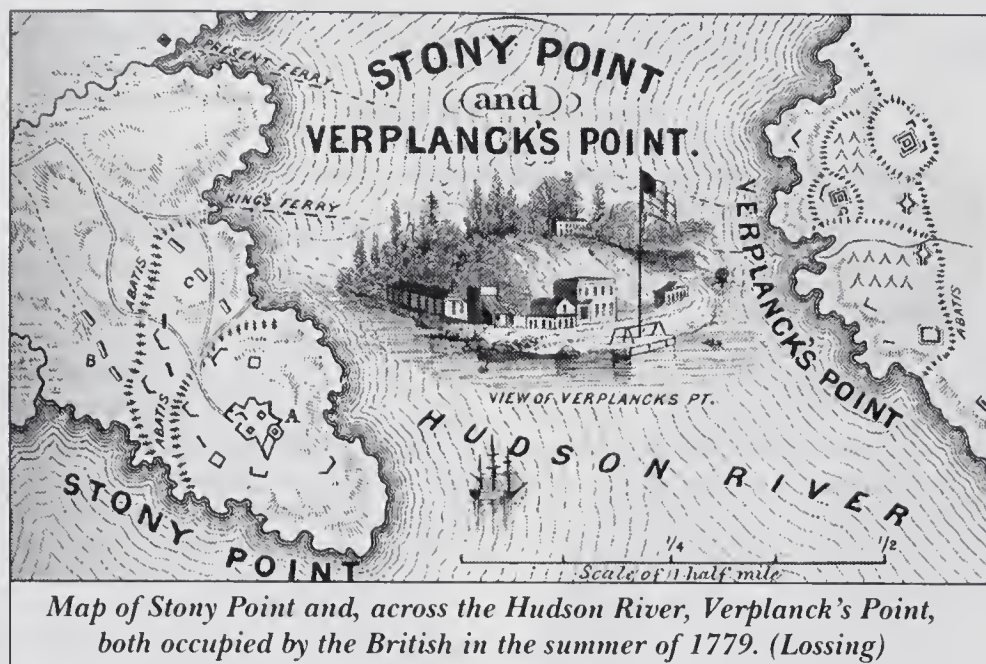 STONY POINT
(and)
VERPLANCK'S POINT.
PRESENT FERRY
KING'S FERRY
ABATIS
C
B
ABATIS
A
VIEW OF VERPLANCKS PT.
VERPLANCK'S POINT
ABATIS
HUDSON RIVER
STONY POINT
1/4
1/2
Scale of 1 half mile
Map of Stony Point and, across the Hudson River, Verplanck's Point,
both occupied by the British in the summer of 1779. (Lossing)